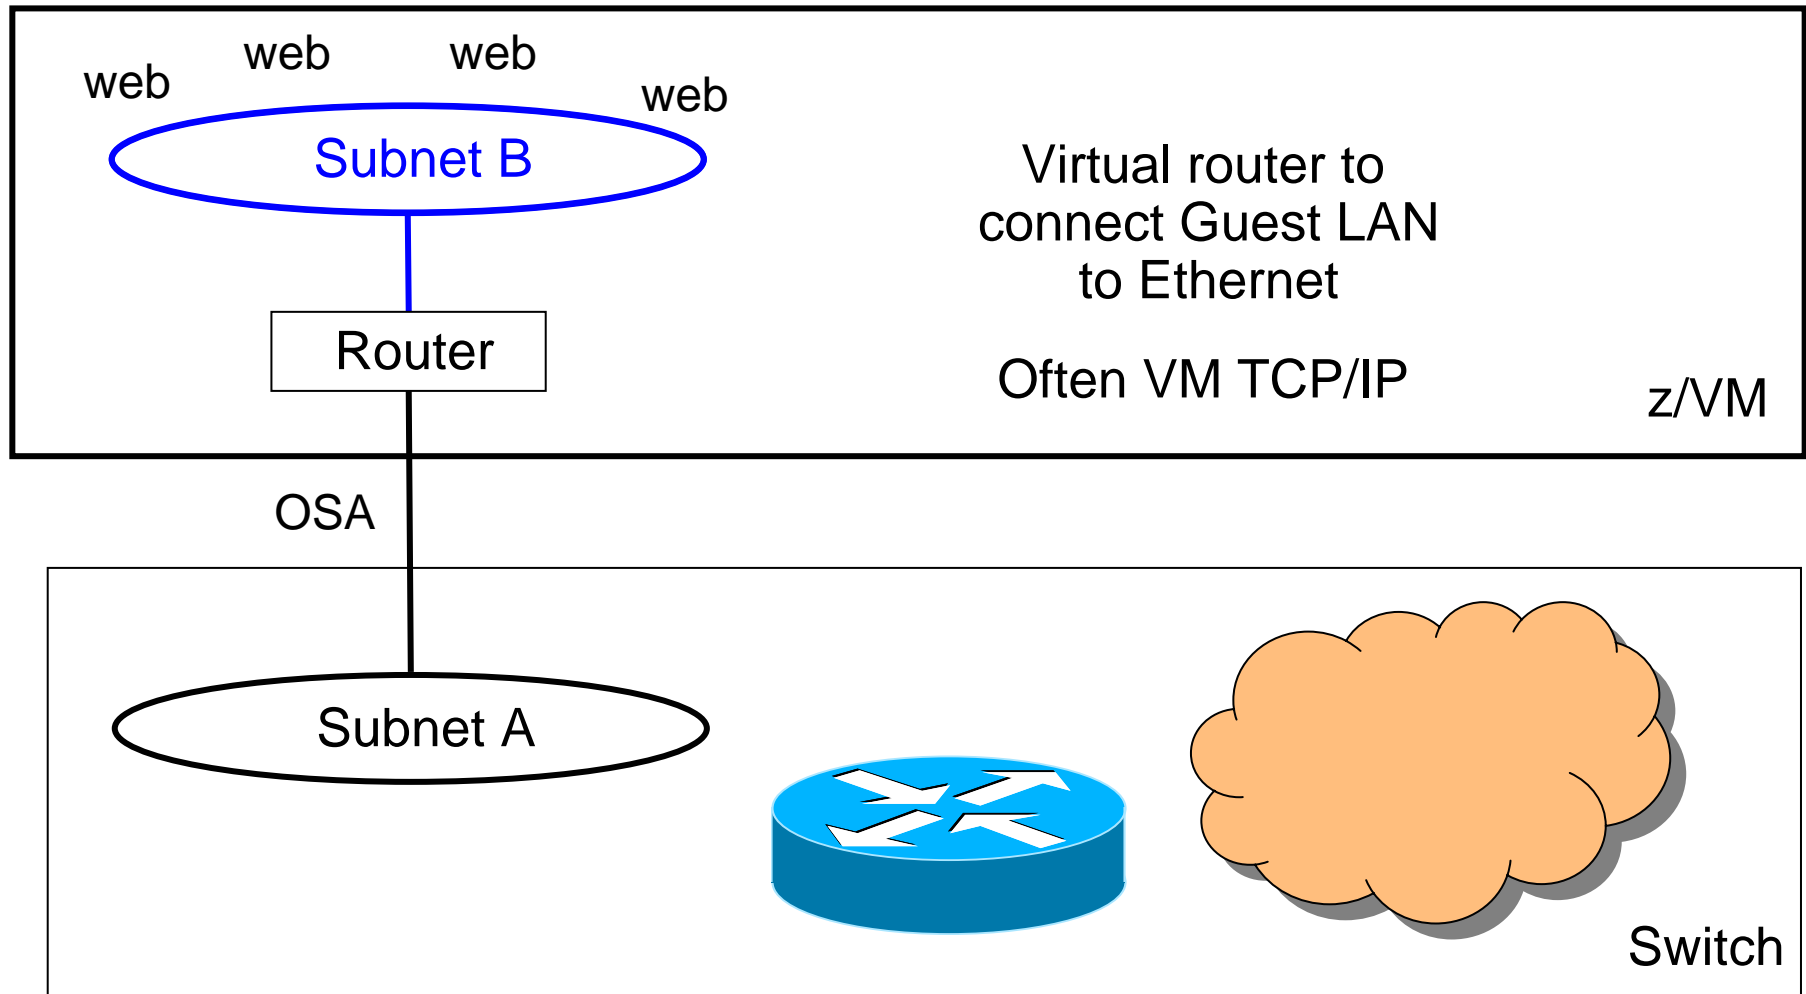 web
web
web
web
Subnet B
Virtual router to
connect Guest LAN
to Ethernet
Router
Often VM TCP/IP
z/VM
OSA
Subnet A
Switch